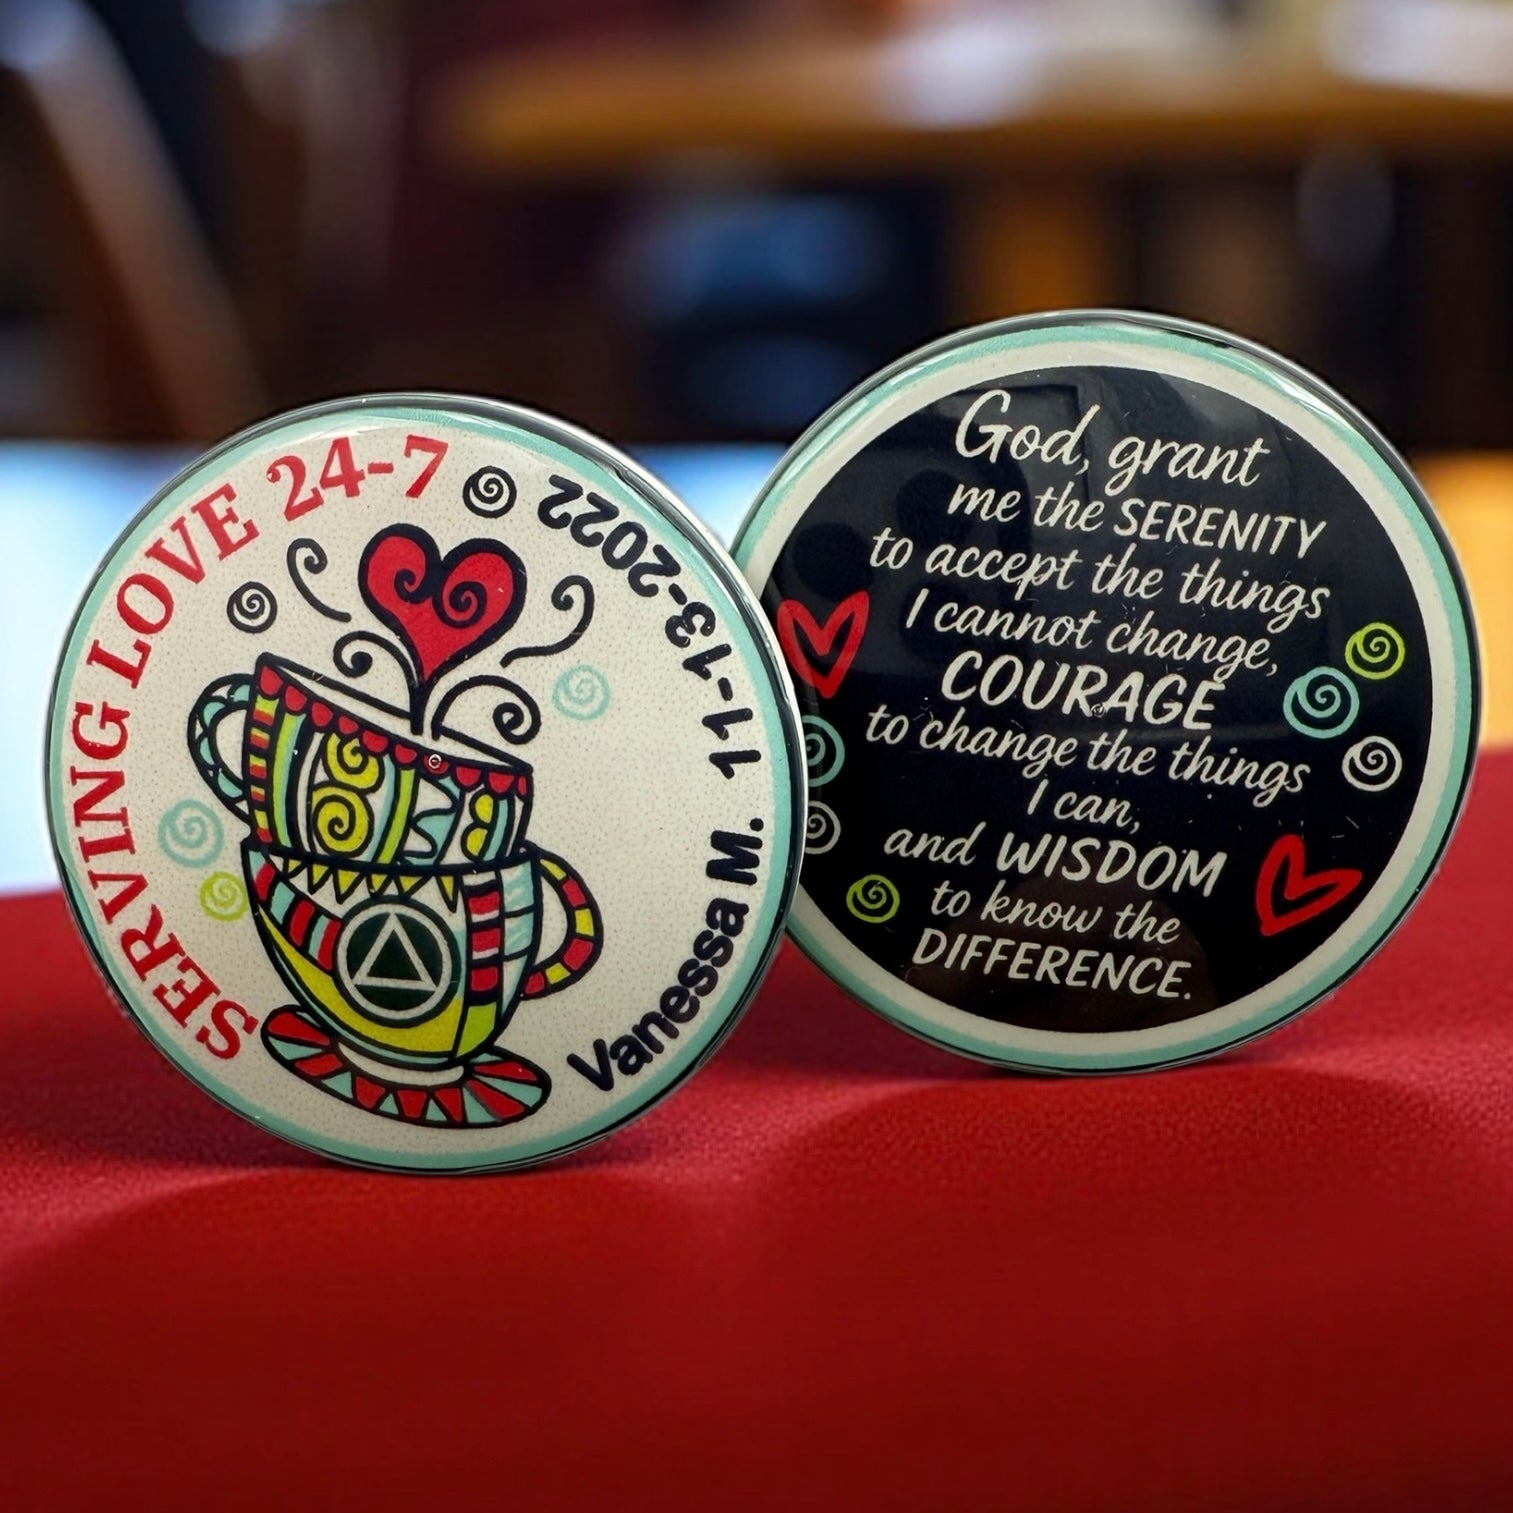 SERVING LOVE 24-7
11-13-2022
Vanessa M.
God, grant
me the SERENITY
to accept the things
I cannot change,
COURAGE
to change the things
I can,
and WISDOM
to know the
DIFFERENCE.